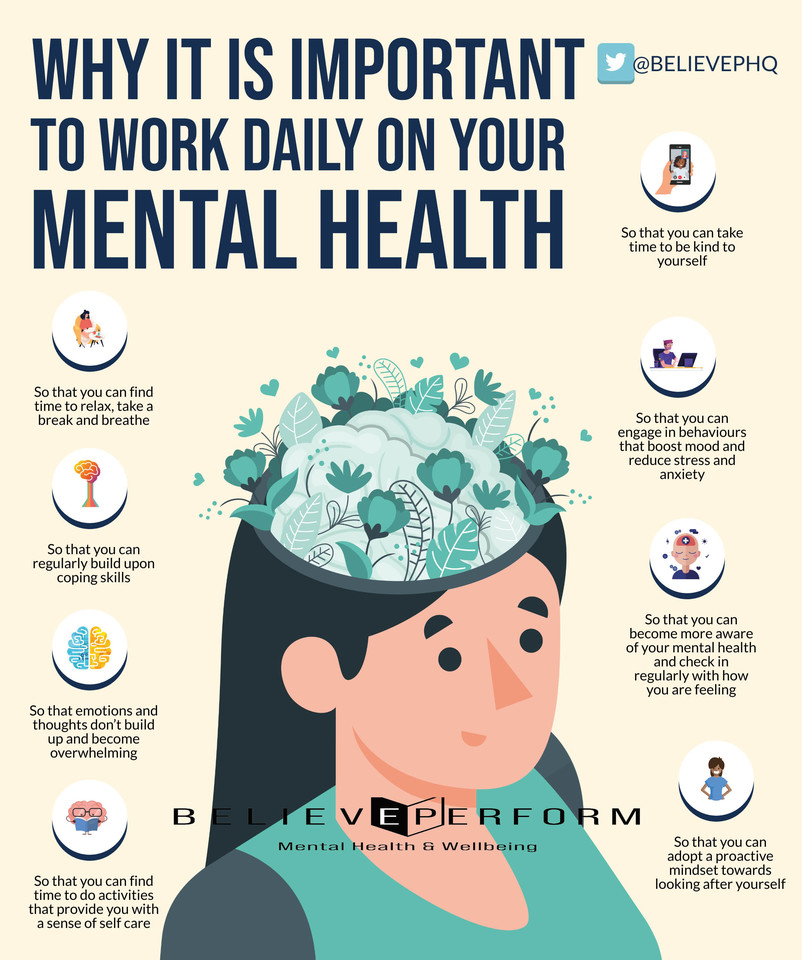 WHY IT IS IMPORTANT
TO WORK DAILY ON YOUR
MENTAL HEALTH
@BELIEVEPHQ
So that you can take
time to be kind to
yourself
So that you can find
time to relax, take a
break and breathe
So that you can
engage in behaviours
that boost mood and
reduce stress and
anxiety
So that you can
regularly build upon
coping skills
So that you can
become more aware
of your mental health
and check in
regularly with how
you are feeling
So that emotions and
thoughts don't build
up and become
overwhelming
So that you can
adopt a proactive
mindset towards
looking after yourself
So that you can find
time to do activities
that provide you with
a sense of self care
BELIEVEPERFORM
Mental Health & Wellbeing